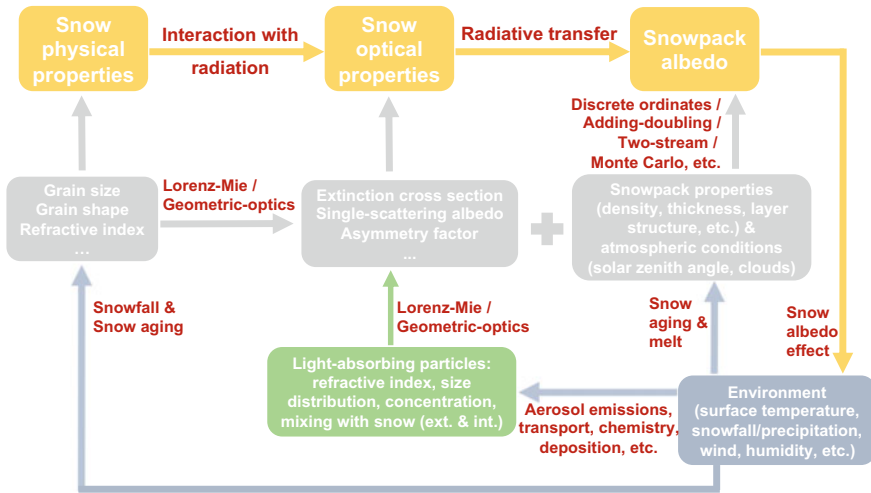 Snow
physical
properties
Interaction with
radiation
Snow
optical
properties
Radiative transfer
Snowpack
albedo
Discrete ordinates /
Adding-doubling /
Two-stream /
Monte Carlo, etc.
Grain size
Grain shape
Refractive index
...
Lorenz-Mie /
Geometric-optics
Extinction cross section
Single-scattering albedo
Asymmetry factor
...
Snowpack properties
(density, thickness, layer
structure, etc.) &
atmospheric conditions
(solar zenith angle, clouds)
Snowfall &
Snow aging
Lorenz-Mie /
Geometric-optics
Snow
aging &
melt
Snow
albedo
effect
Light-absorbing particles:
refractive index, size
distribution, concentration,
mixing with snow (ext. & int.)
Aerosol emissions,
transport, chemistry,
deposition, etc.
Environment
(surface temperature,
snowfall/precipitation,
wind, humidity, etc.)